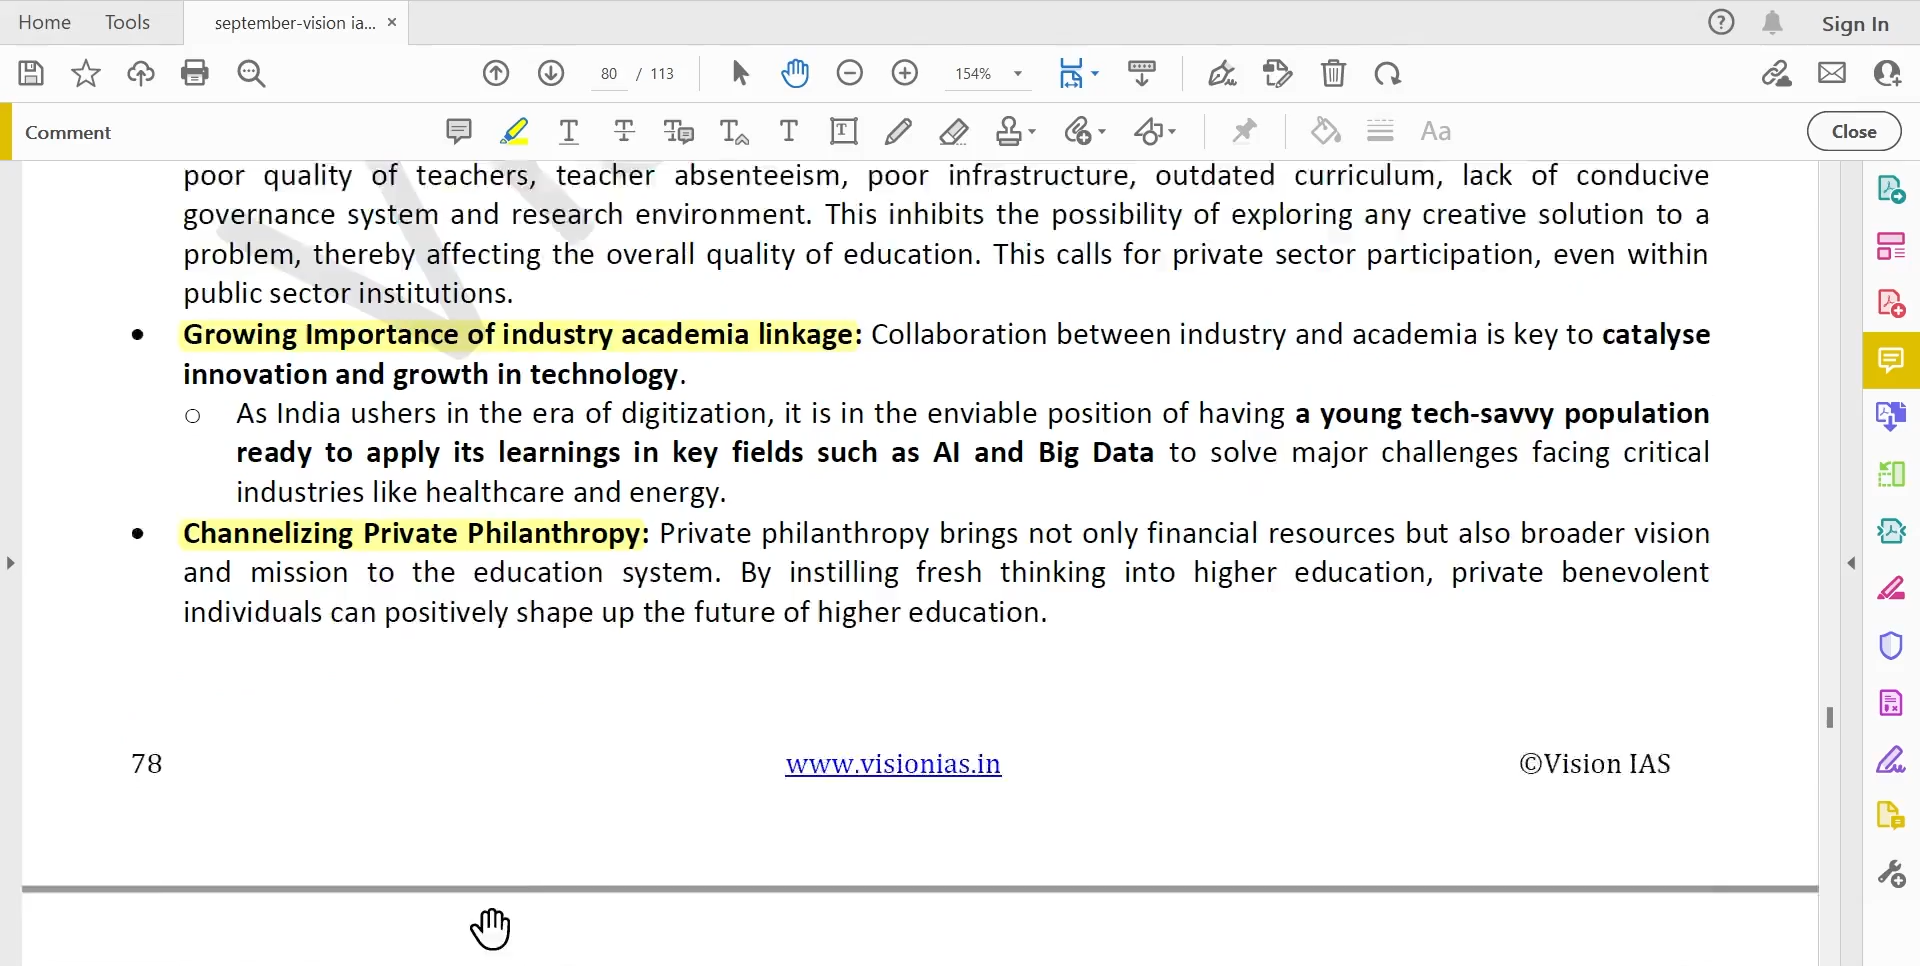 Home Tools september-vision ia... × Sign In
80 / 113 154%
Comment T T T T T T Aa Close
poor quality of teachers, teacher absenteeism, poor infrastructure, outdated curriculum, lack of conducive
governance system and research environment. This inhibits the possibility of exploring any creative solution to a
problem, thereby affecting the overall quality of education. This calls for private sector participation, even within
public sector institutions.
• Growing Importance of industry academia linkage: Collaboration between industry and academia is key to catalyse
innovation and growth in technology.
○ As India ushers in the era of digitization, it is in the enviable position of having a young tech-savvy population
ready to apply its learnings in key fields such as AI and Big Data to solve major challenges facing critical
industries like healthcare and energy.
• Channelizing Private Philanthropy: Private philanthropy brings not only financial resources but also broader vision
and mission to the education system. By instilling fresh thinking into higher education, private benevolent
individuals can positively shape up the future of higher education.
78 www.visionias.in ©Vision IAS